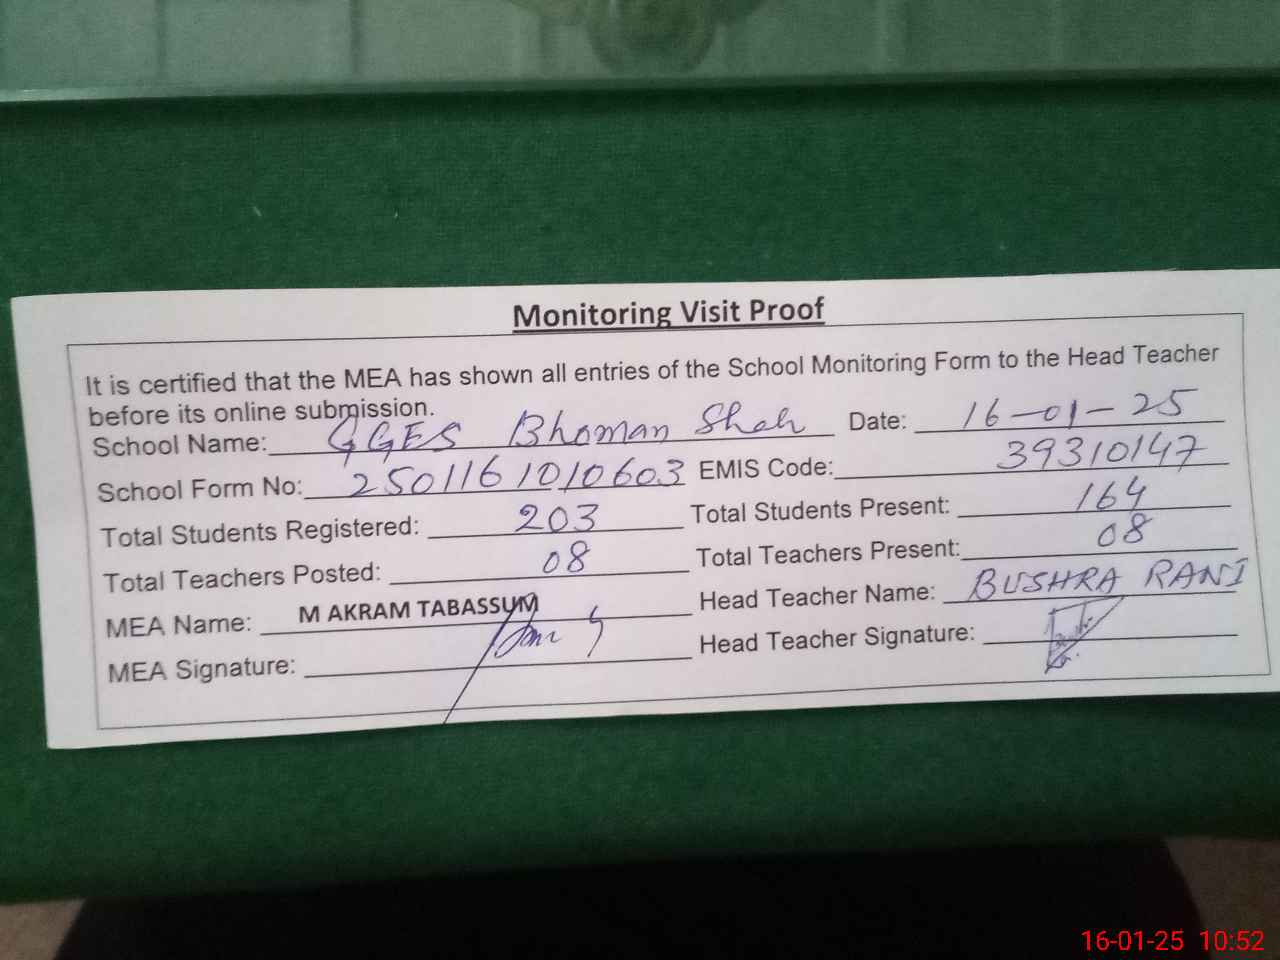 Monitoring Visit Proof
It is certified that the MEA has shown all entries of the School Monitoring Form to the Head Teacher
before its online submission.
School Name: GGES Bhoman Shah Date: 16-01-25
School Form No: 2501161010603 EMIS Code: 39310147
Total Students Registered: 203 Total Students Present: 164
Total Teachers Posted: 08 Total Teachers Present: 08
MEA Name: M AKRAM TABASSUM Head Teacher Name: BUSHRA RANI
MEA Signature: Head Teacher Signature:
16-01-25 10:52